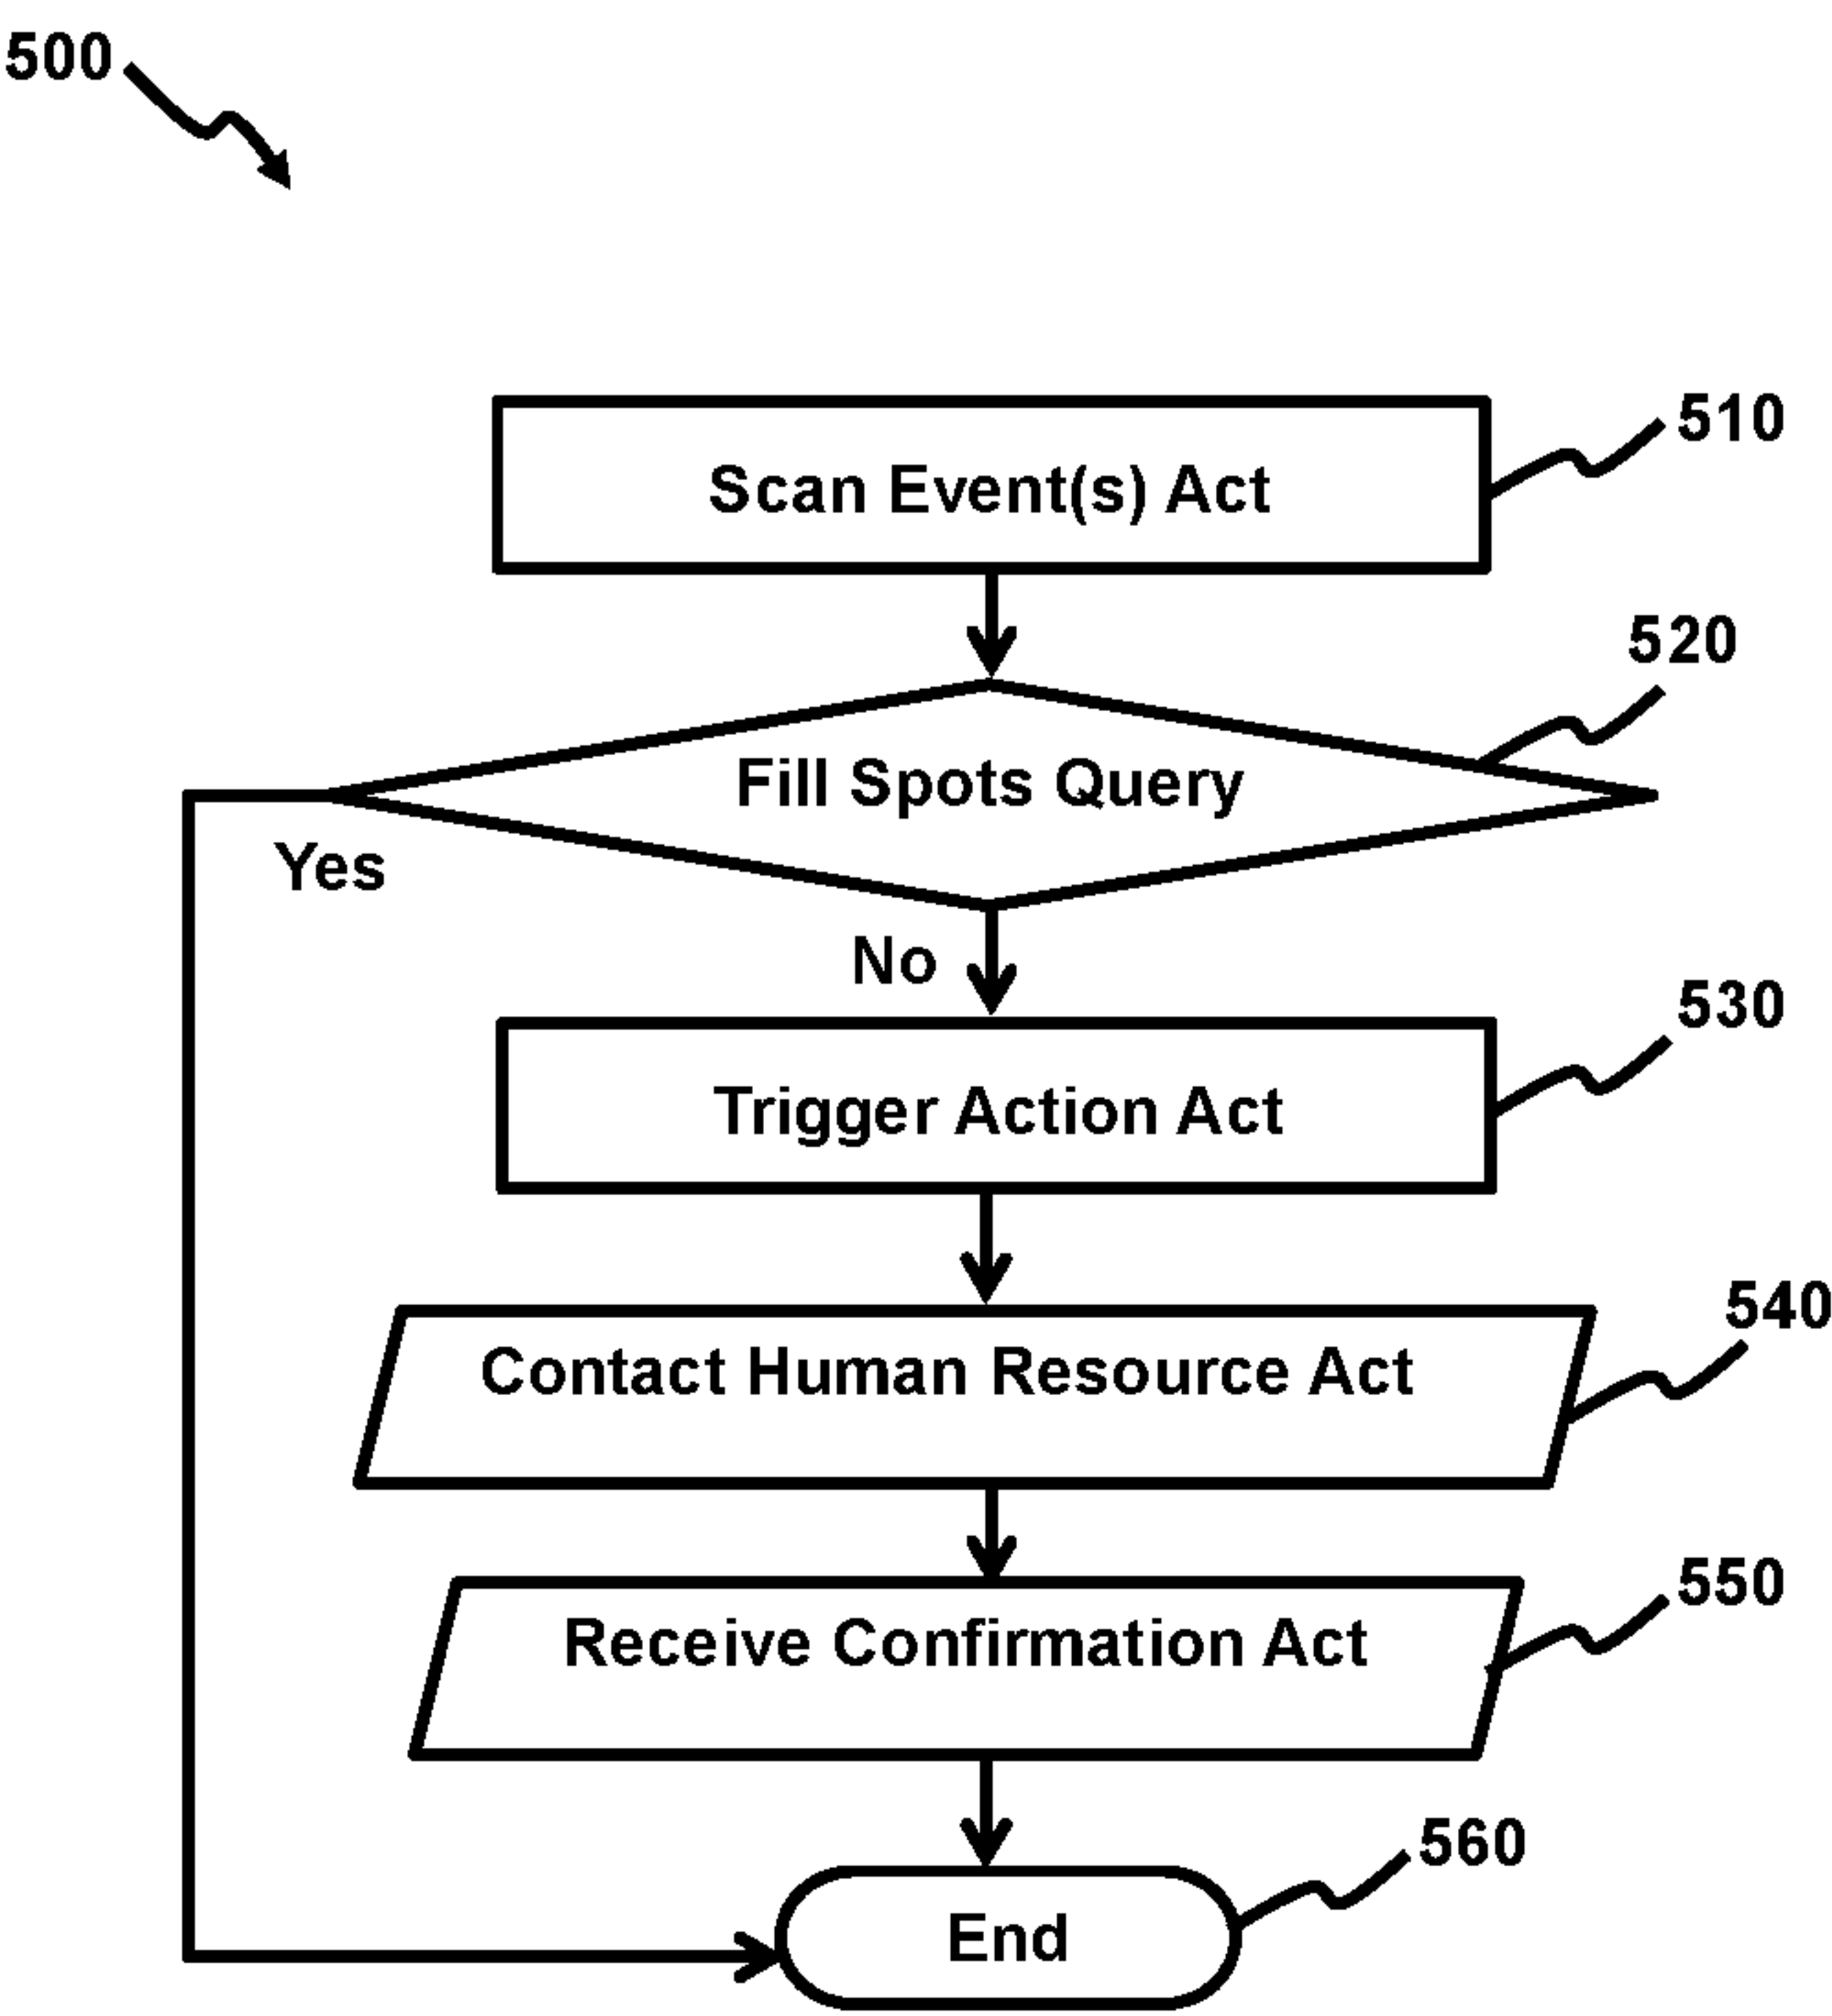 500
510
Scan Event(s) Act
520
Fill Spots Query
Yes
No
530
Trigger Action Act
540
Contact Human Resource Act
550
Receive Confirmation Act
560
End